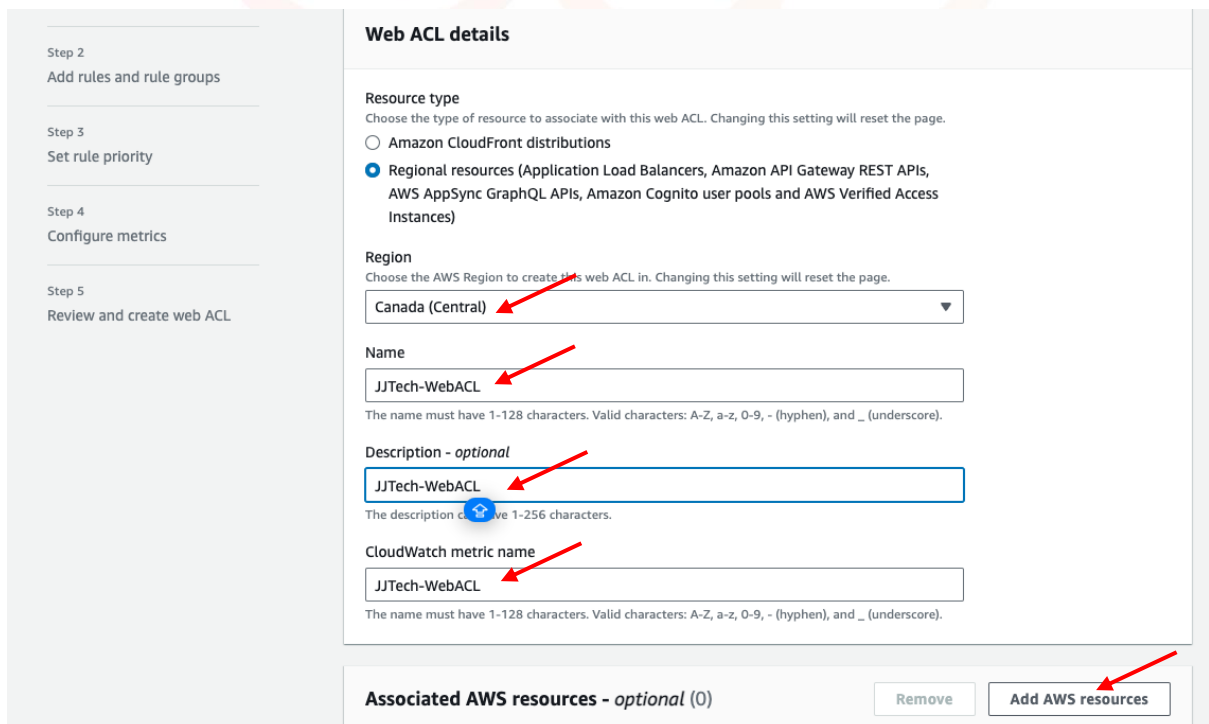 Step 2
Add rules and rule groups
Step 3
Set rule priority
Step 4
Configure metrics
Step 5
Review and create web ACL
Web ACL details
Resource type
Choose the type of resource to associate with this web ACL. Changing this setting will reset the page.
Amazon CloudFront distributions
Regional resources (Application Load Balancers, Amazon API Gateway REST APIs,
AWS AppSync GraphQL APIs, Amazon Cognito user pools and AWS Verified Access
Instances)
Region
Choose the AWS Region to create this web ACL in. Changing this setting will reset the page.
Canada (Central)
Name
JJTech-WebACL
The name must have 1-128 characters. Valid characters: A-Z, a-z, 0-9, - (hyphen), and _ (underscore).
Description - optional
JJTech-WebACL
The description 1-256 characters.
CloudWatch metric name
JJTech-WebACL
The name must have 1-128 characters. Valid characters: A-Z, a-z, 0-9, - (hyphen), and _ (underscore).
Associated AWS resources - optional (0)
Remove
Add AWS resources